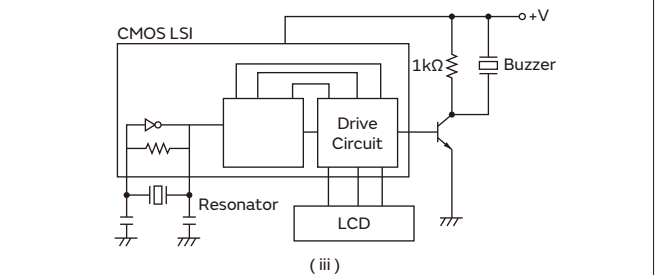 +V
CMOS LSI
1kΩ
Buzzer
Drive
Circuit
Resonator
LCD
( iii )